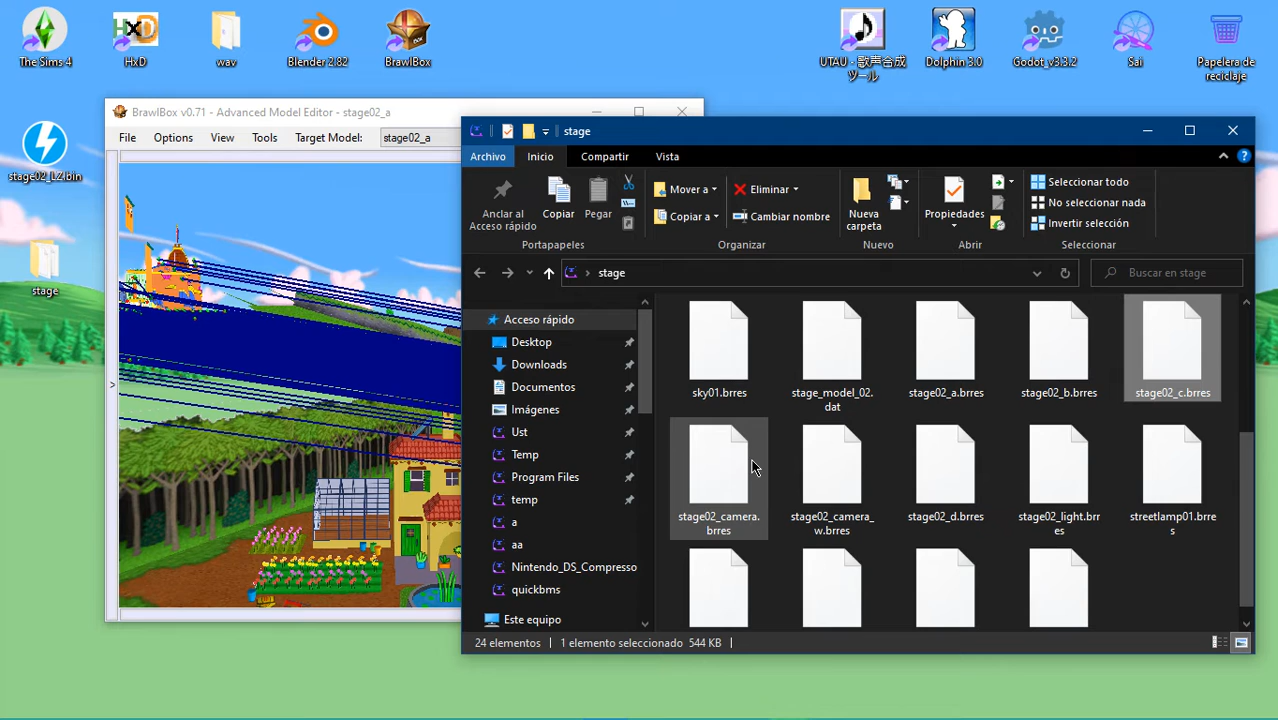 The Sims 4
HxD
wav
Blender 2.82
BrawlBox
UTAU - 歌声合成
ツール
Dolphin 3.0
Godot_v3.3.2
Sai
Papelera de
reciclaje
stage02_LZ.bin
stage
BrawlBox v0.71 - Advanced Model Editor - stage02_a
File Options View Tools Target Model: stage02_a
>
stage
Archivo Inicio Compartir Vista
Anclar al
Acceso rápido
Copiar
Pegar
Portapapeles
Mover a
Copiar a
Eliminar
Cambiar nombre
Organizar
Nueva
carpeta
Nuevo
Propiedades
Abrir
Seleccionar todo
No seleccionar nada
Invertir selección
Seleccionar
stage
Buscar en stage
Acceso rápido
Desktop
Downloads
Documentos
Imágenes
Ust
Temp
Program Files
temp
a
aa
Nintendo_DS_Compresso
quickbms
Este equipo
sky01.brres
stage_model_02.
dat
stage02_a.brres
stage02_b.brres
stage02_c.brres
stage02_camera.
brres
stage02_camera_
w.brres
stage02_d.brres
stage02_light.brr
es
streetlamp01.brre
s
24 elementos 1 elemento seleccionado 544 KB